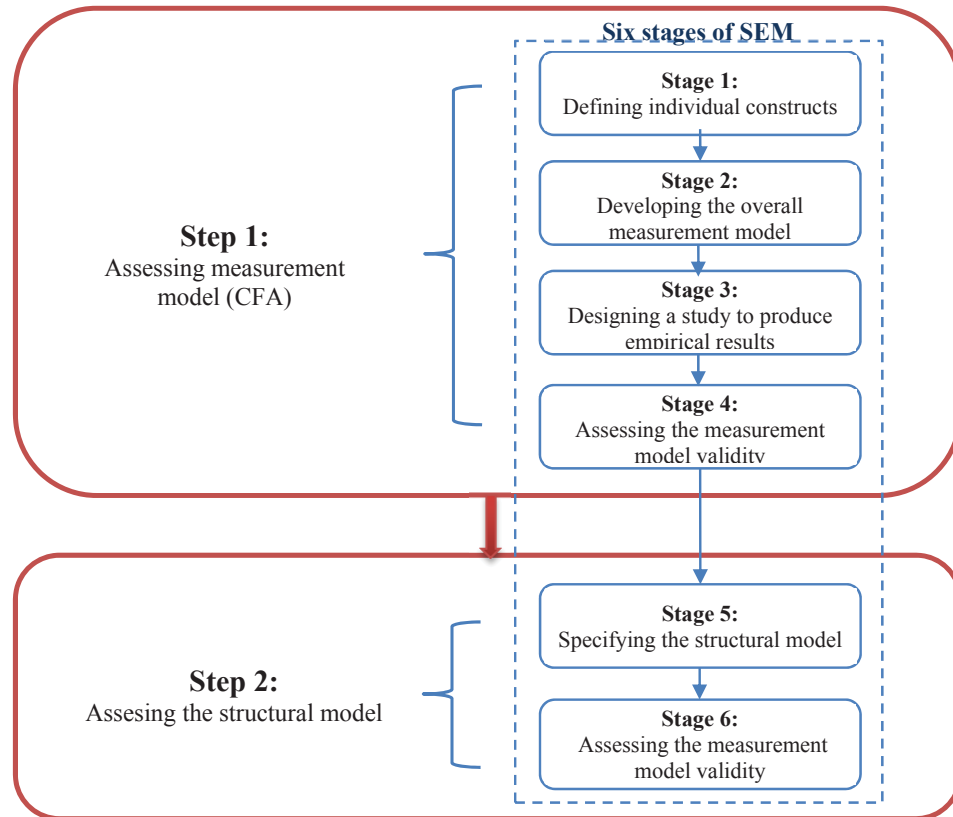 Six stages of SEM
Stage 1:
Defining individual constructs
Stage 2:
Developing the overall
measurement model
Step 1:
Assessing measurement
model (CFA)
Stage 3:
Designing a study to produce
empirical results
Stage 4:
Assessing the measurement
model validity
Stage 5:
Specifying the structural model
Step 2:
Assesing the structural model
Stage 6:
Assessing the measurement
model validity